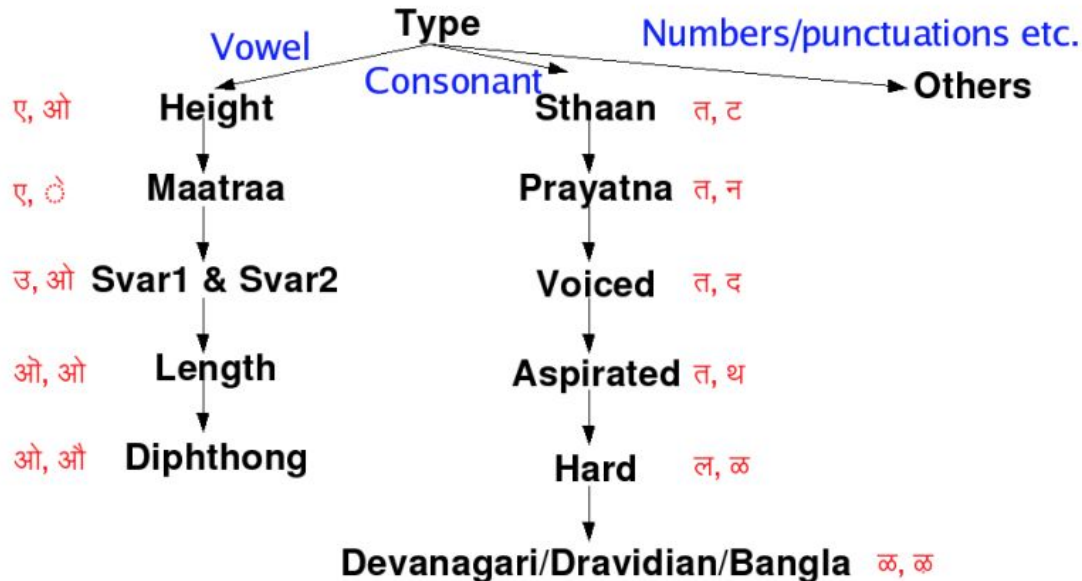 Type
Vowel
Consonant
Numbers/punctuations etc.
Others
ए, ओ Height
Sthaan त, ट
ए, े Maatraa
Prayatna त, न
उ, ओ Svar1 & Svar2
Voiced त, द
ऒ, ओ Length
Aspirated त, थ
ओ, औ Diphthong
Hard ल, ळ
Devanagari/Dravidian/Bangla ळ, ऴ